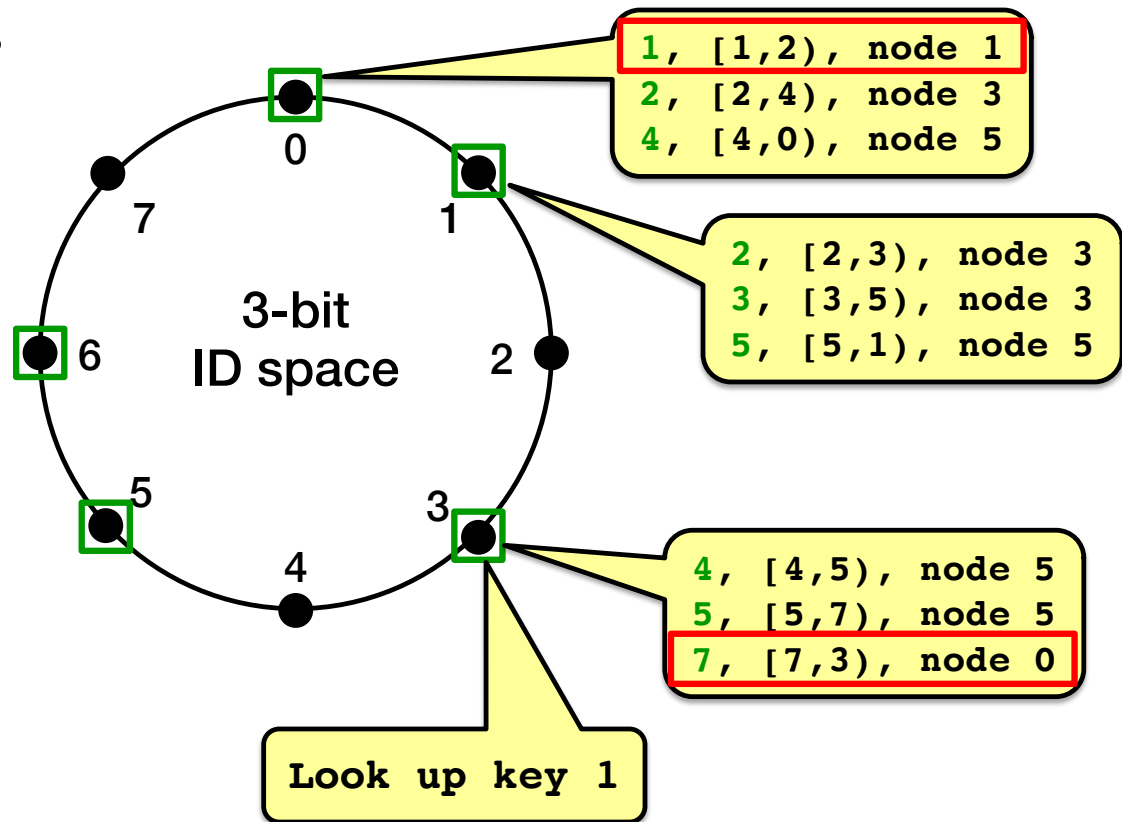 1, [1,2), node 1
2, [2,4), node 3
4, [4,0), node 5
0
7
1
2, [2,3), node 3
3, [3,5), node 3
5, [5,1), node 5
3-bit
ID space
6
2
5
3
4
4, [4,5), node 5
5, [5,7), node 5
7, [7,3), node 0
Look up key 1